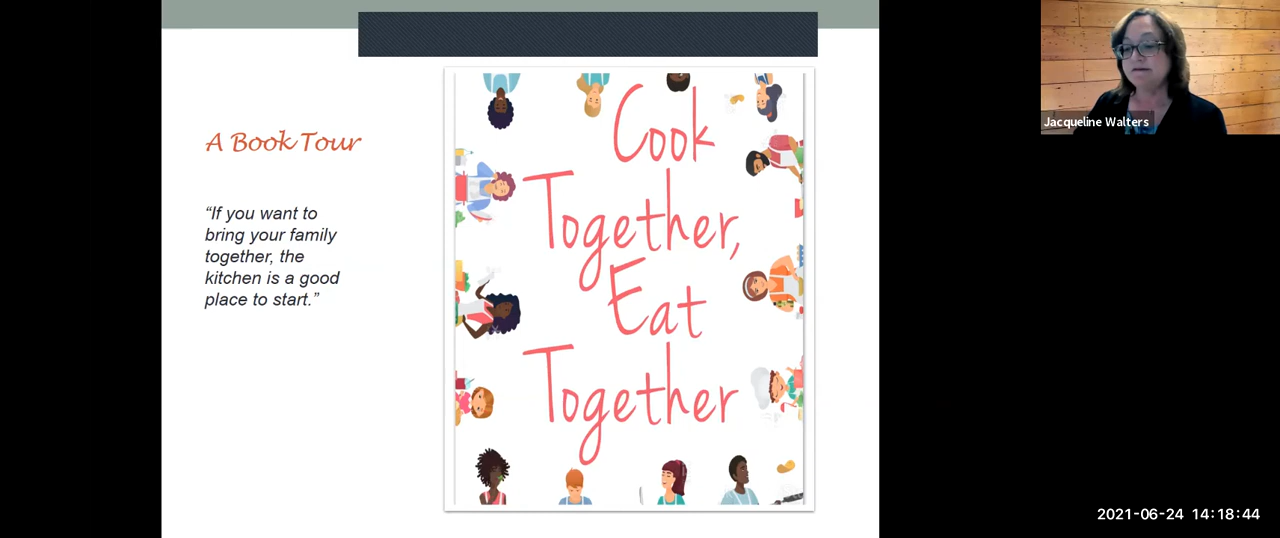 A Book Tour
“If you want to
bring your family
together, the
kitchen is a good
place to start.”
Cook
Together,
Eat
Together
Jacqueline Walters
2021-06-24 14:18:44